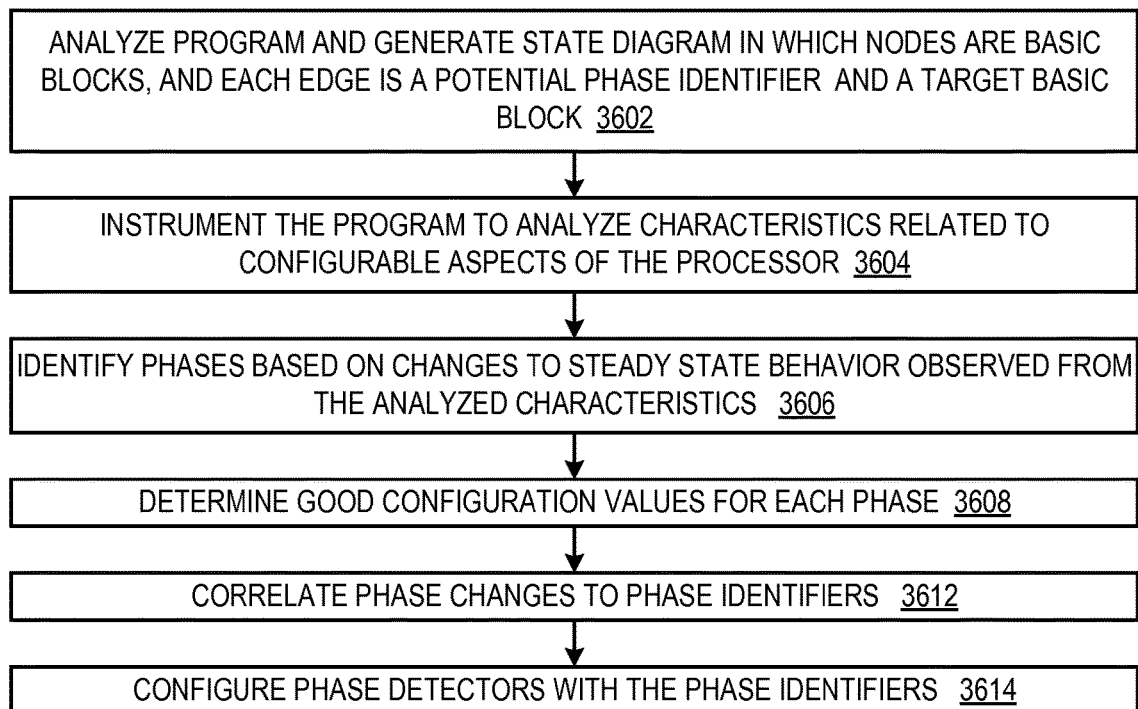 ANALYZE PROGRAM AND GENERATE STATE DIAGRAM IN WHICH NODES ARE BASIC
BLOCKS, AND EACH EDGE IS A POTENTIAL PHASE IDENTIFIER AND A TARGET BASIC
BLOCK 3602
INSTRUMENT THE PROGRAM TO ANALYZE CHARACTERISTICS RELATED TO
CONFIGURABLE ASPECTS OF THE PROCESSOR 3604
IDENTIFY PHASES BASED ON CHANGES TO STEADY STATE BEHAVIOR OBSERVED FROM
THE ANALYZED CHARACTERISTICS 3606
DETERMINE GOOD CONFIGURATION VALUES FOR EACH PHASE 3608
CORRELATE PHASE CHANGES TO PHASE IDENTIFIERS 3612
CONFIGURE PHASE DETECTORS WITH THE PHASE IDENTIFIERS 3614